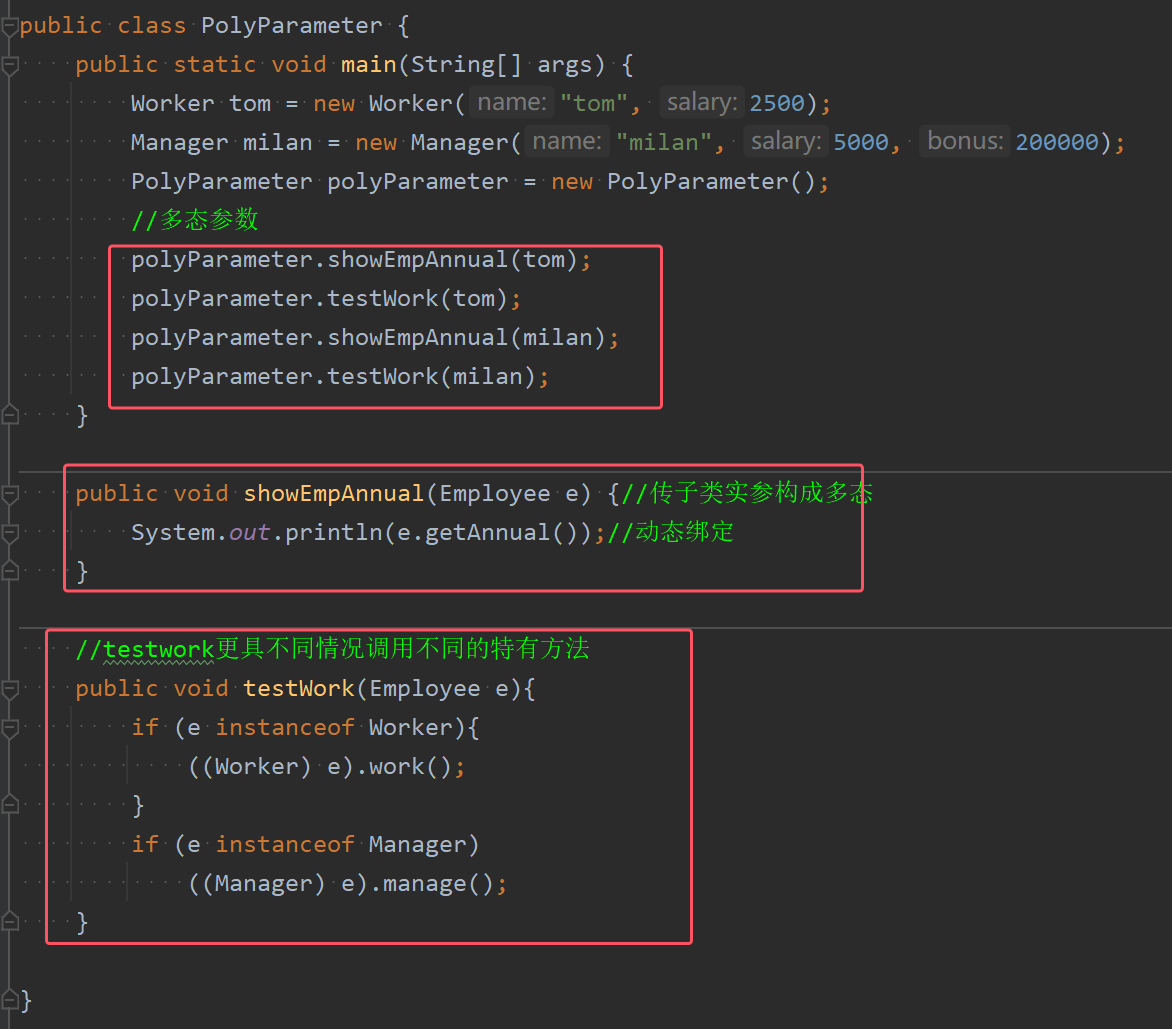 public class PolyParameter {
    public static void main(String[] args) {
        Worker tom = new Worker( name: "tom", salary: 2500);
        Manager milan = new Manager( name: "milan", salary: 5000, bonus: 200000);
        PolyParameter polyParameter = new PolyParameter();
        //多态参数
        polyParameter.showEmpAnnual(tom);
        polyParameter.testWork(tom);
        polyParameter.showEmpAnnual(milan);
        polyParameter.testWork(milan);
    }
    public void showEmpAnnual(Employee e) {//传子类实参构成多态
        System.out.println(e.getAnnual());//动态绑定
    }
    //testwork更具不同情况调用不同的特有方法
    public void testWork(Employee e){
        if (e instanceof Worker){
            ((Worker) e).work();
        }
        if (e instanceof Manager)
            ((Manager) e).manage();
    }
}